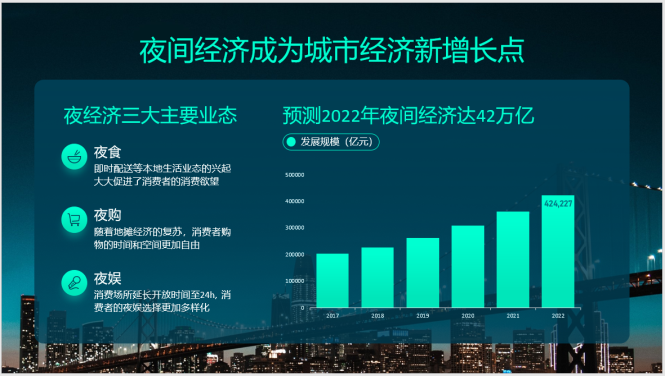 夜间经济成为城市经济新增长点
夜经济三大主要业态
夜食
即时配送等本地生活业态的兴起
大大促进了消费者的消费欲望
夜购
随着地摊经济的复苏，消费者购
物的时间和空间更加自由
夜娱
消费场所延长开放时间至24h，消
费者的夜娱选择更加多样化
预测2022年夜间经济达42万亿
发展规模（亿元）
500000
400000
300000
200000
100000
0
424,227
2017 2018 2019 2020 2021 2022